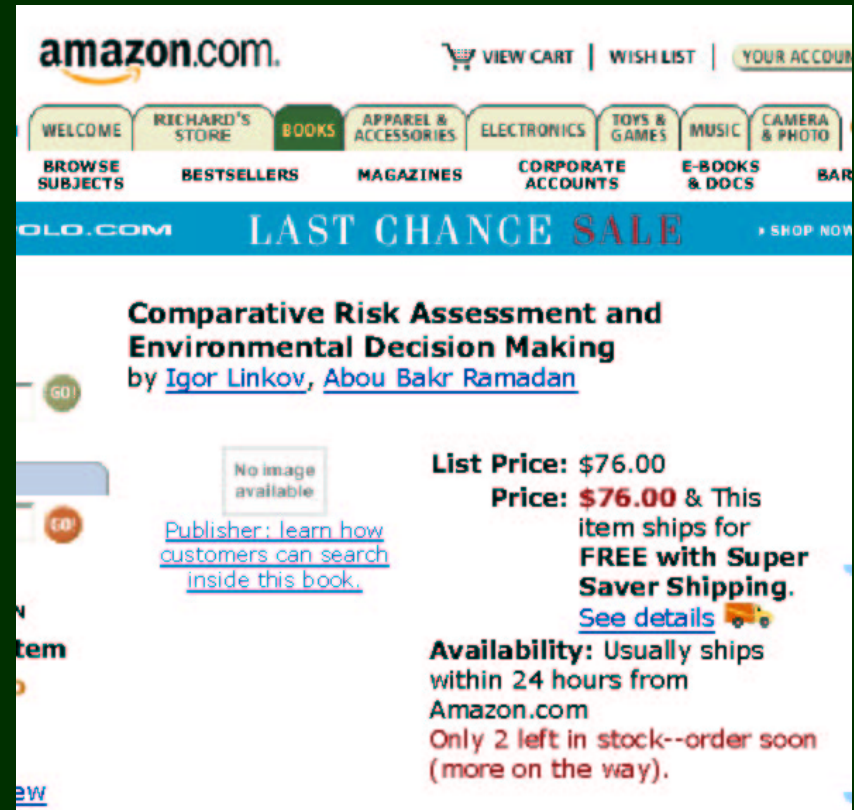 amazon.com.
VIEW CART | WISH LIST | YOUR ACCOUN
WELCOME RICHARD'S STORE BOOKS APPAREL & ACCESSORIES ELECTRONICS TOYS & GAMES MUSIC CAMERA & PHOTO
BROWSE SUBJECTS BESTSELLERS MAGAZINES CORPORATE ACCOUNTS E-BOOKS & DOCS BAR
OLO.COM LAST CHANCE SALE SHOP NOW
Comparative Risk Assessment and
Environmental Decision Making
by Igor Linkov, Abou Bakr Ramadan
GO!
No image
available
Publisher: learn how
customers can search
inside this book.
GO!
List Price: $76.00
Price: $76.00 & This
item ships for
FREE with Super
Saver Shipping.
See details
Availability: Usually ships
within 24 hours from
Amazon.com
Only 2 left in stock--order soon
(more on the way).
N
tem
ew